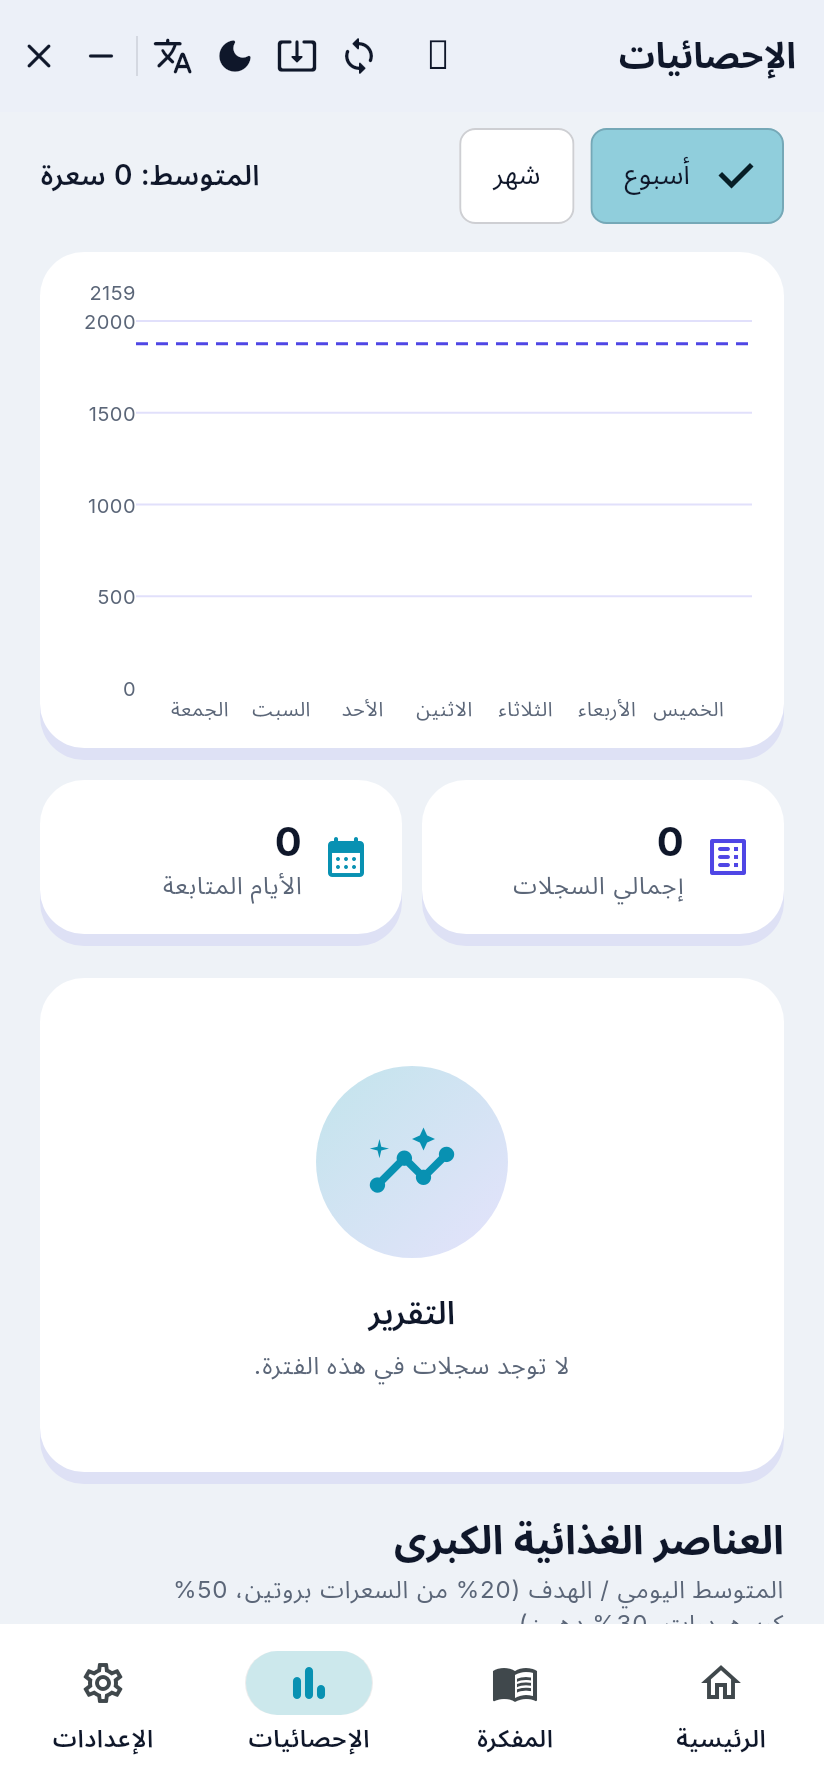 الإحصائيات
أسبوع
شهر
المتوسط: 0 سعرة
2159
2000
1500
1000
500
0
الخميس الأربعاء الثلاثاء الاثنين الأحد السبت الجمعة
0
إجمالي السجلات
0
الأيام المتابعة
التقرير
لا توجد سجلات في هذه الفترة.
العناصر الغذائية الكبرى
المتوسط اليومي / الهدف (20% من السعرات بروتين، 50%
الرئيسية
المفكرة
الإحصائيات
الإعدادات